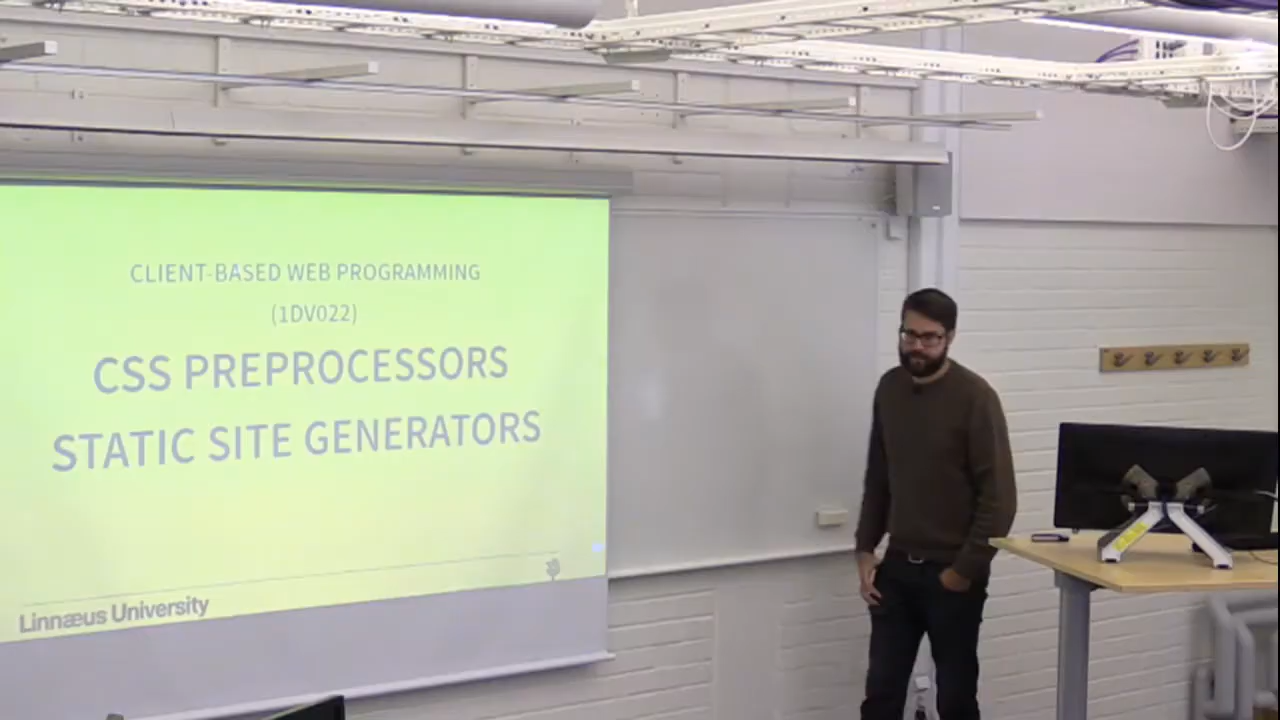 CLIENT-BASED WEB PROGRAMMING
(1DV022)
CSS PREPROCESSORS
STATIC SITE GENERATORS
Linnæus University